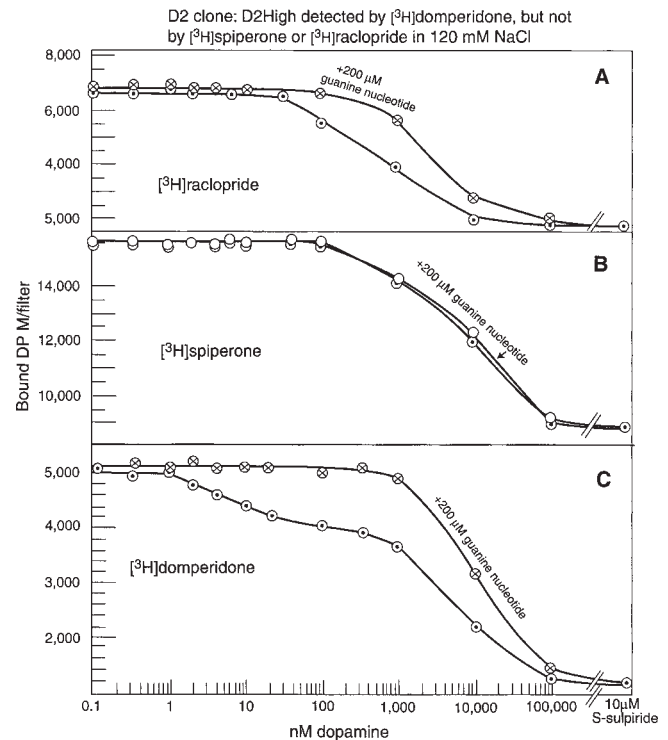 D2 clone: D2High detected by [³H]domperidone, but not
by [³H]spiperone or [³H]raclopride in 120 mM NaCl
8,000
6,000
4,000
5,000
A
+200 µM
guanine nucleotide
[³H]raclopride
14,000
12,000
10,000
B
+200 µM guanine nucleotide
[³H]spiperone
Bound DP M/filter
5,000
4,000
3,000
2,000
C
+200 µM guanine nucleotide
[³H]domperidone
0.1 1 10 100 1,000 10,000 100,000 10µM
S-sulpiride
nM dopamine